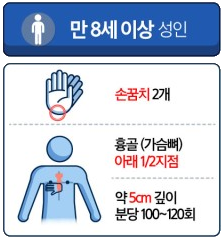 만 8세 이상 성인
손꿈치 2개
흉골 (가슴뼈)
아래 1/2지점
약 5cm 깊이
분당 100~120회